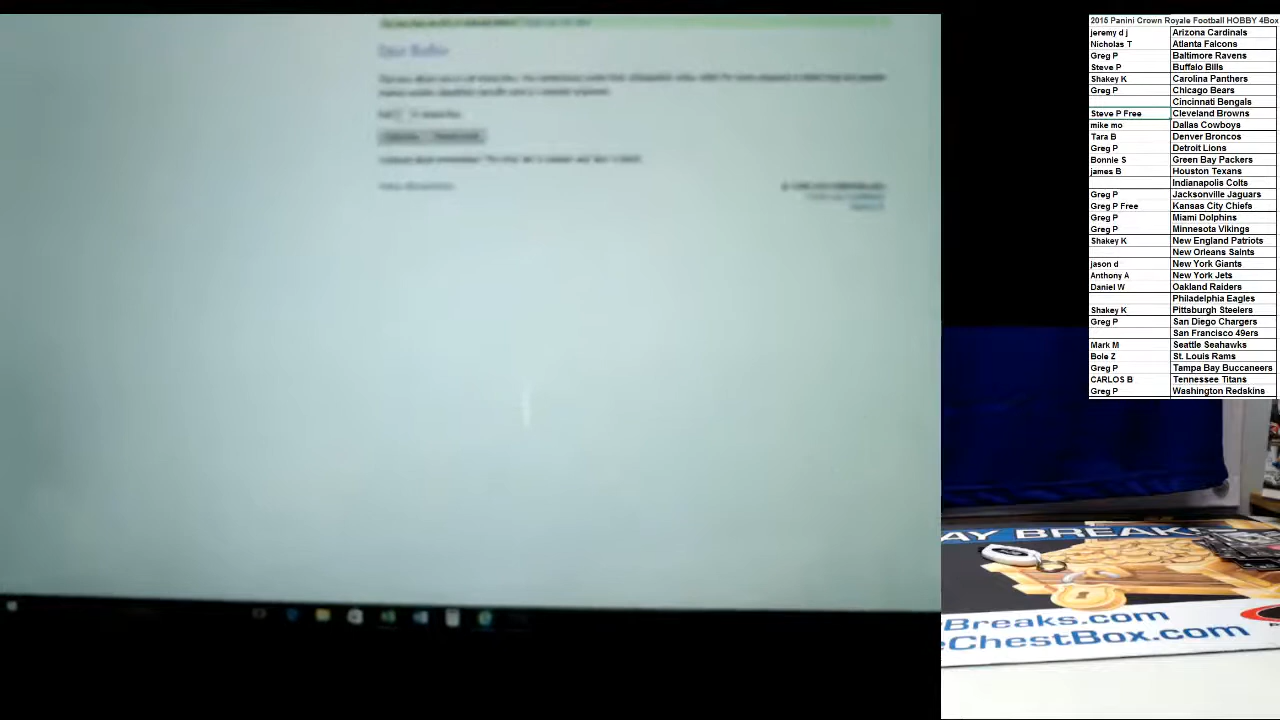 Dice Roller
2015 Panini Crown Royale Football HOBBY 4Box
jeremy d j Arizona Cardinals
Nicholas T Atlanta Falcons
Greg P Baltimore Ravens
Steve P Buffalo Bills
Shakey K Carolina Panthers
Greg P Chicago Bears
Cincinnati Bengals
Steve P Free Cleveland Browns
mike mo Dallas Cowboys
Tara B Denver Broncos
Greg P Detroit Lions
Bonnie S Green Bay Packers
james B Houston Texans
Indianapolis Colts
Greg P Jacksonville Jaguars
Greg P Free Kansas City Chiefs
Greg P Miami Dolphins
Greg P Minnesota Vikings
Shakey K New England Patriots
New Orleans Saints
jason d New York Giants
Anthony A New York Jets
Daniel W Oakland Raiders
Philadelphia Eagles
Shakey K Pittsburgh Steelers
Greg P San Diego Chargers
San Francisco 49ers
Mark M Seattle Seahawks
Bole Z St. Louis Rams
Greg P Tampa Bay Buccaneers
CARLOS B Tennessee Titans
Greg P Washington Redskins
AY BREAKS
Breaks.com
eChestBox.com